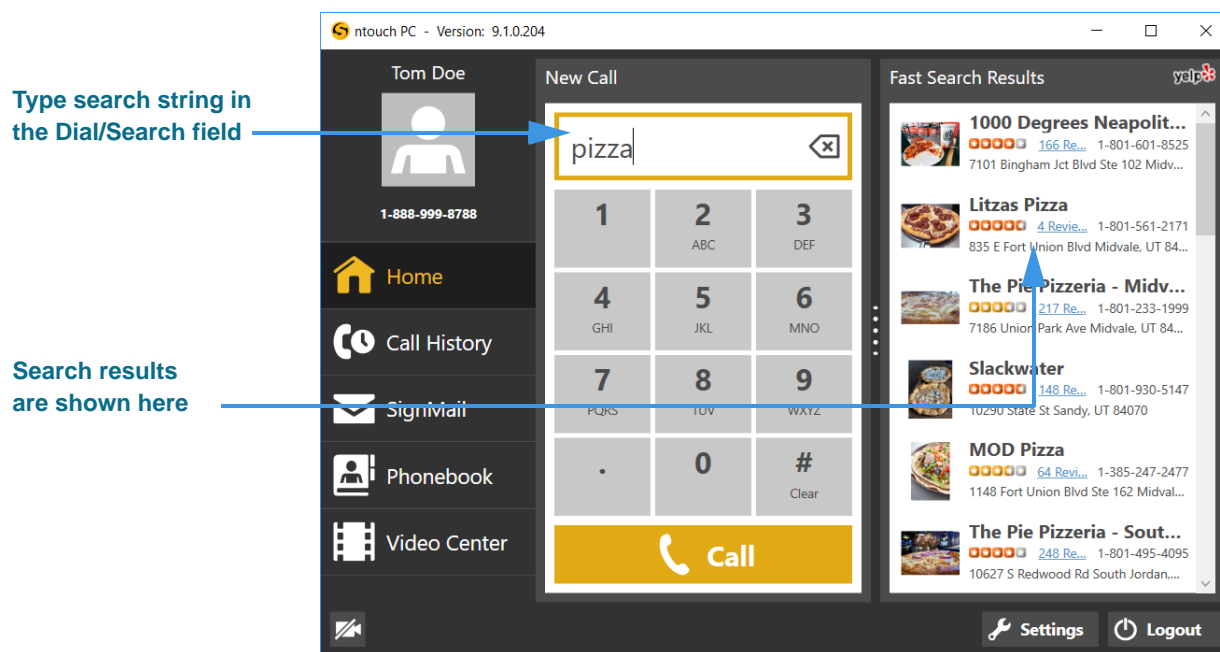 ntouch PC - Version: 9.1.0.204
Type search string in
the Dial/Search field
Tom Doe
1-888-999-8788
Home
Call History
SignMail
Phonebook
Video Center
Search results
are shown here
New Call
pizza
1
2
ABC
3
DEF
4
GHI
5
JKL
6
MNO
7
PQRS
8
TUV
9
WXYZ
.
0
#
Clear
Call
Fast Search Results
yelp
1000 Degrees Neapolit...
166 Re... 1-801-601-8525
7101 Bingham Jct Blvd Ste 102 Midv...
Litzas Pizza
4 Revie... 1-801-561-2171
835 E Fort Union Blvd Midvale, UT 84...
The Pie Pizzeria - Midv...
217 Re... 1-801-233-1999
7186 Union Park Ave Midvale, UT 84...
Slackwater
148 Re... 1-801-930-5147
10290 State St Sandy, UT 84070
MOD Pizza
64 Revi... 1-385-247-2477
1148 Fort Union Blvd Ste 162 Midval...
The Pie Pizzeria - Sout...
248 Re... 1-801-495-4095
10627 S Redwood Rd South Jordan,...
Settings
Logout